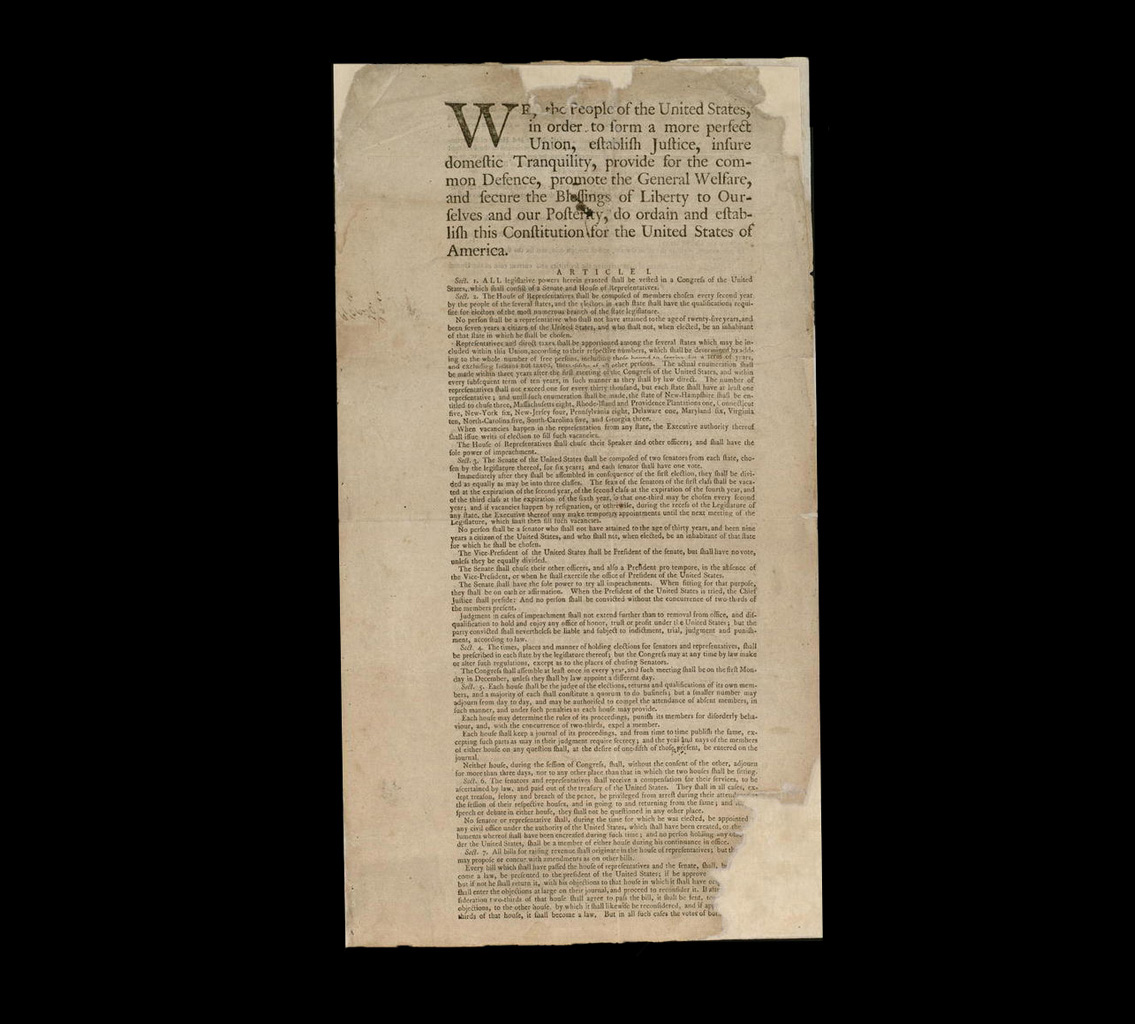 WE, the People of the United States,
in order to form a more perfect
Union, eſtabliſh Juſtice, inſure
domeſtic Tranquility, provide for the com-
mon Defence, promote the General Welfare,
and ſecure the Bleſſings of Liberty to Our-
ſelves and our Poſterity, do ordain and eſtab-
liſh this Conſtitution for the United States of
America.
ARTICLE I.
Sect. 1. ALL legiſlative powers herein granted ſhall be veſted in a Congreſs of the United
States, which ſhall conſiſt of a Senate and Houſe of Repreſentatives.
Sect. 2. The Houſe of Repreſentatives ſhall be compoſed of members choſen every ſecond year
by the people of the ſeveral ſtates, and the electors in each ſtate ſhall have the qualifications requi-
ſite for electors of the moſt numerous branch of the ſtate legiſlature.
No perſon ſhall be a repreſentative who ſhall not have attained to the age of twenty-five years, and
been ſeven years a citizen of the United States, and who ſhall not, when elected, be an inhabitant
of that ſtate in which he ſhall be choſen.
Repreſentatives and direct taxes ſhall be apportioned among the ſeveral ſtates which may be in-
cluded within this Union, according to their reſpective numbers, which ſhall be determined by add-
ing to the whole number of free perſons, including thoſe bound to ſervice for a term of years,
and excluding Indians not taxed, of all other perſons. The actual enumeration ſhall
be made within three years after the firſt meeting of the Congreſs of the United States, and within
every ſubſequent term of ten years, in ſuch manner as they ſhall by law direct. The number of
repreſentatives ſhall not exceed one for every thirty thouſand, but each ſtate ſhall have at leaſt one
repreſentative; and until ſuch enumeration ſhall be made, the ſtate of New-Hampſhire ſhall be en-
titled to chuſe three, Maſſachuſetts eight, Rhode-Iſland and Providence Plantations one, Connecticut
five, New-York ſix, New-Jerſey four, Pennſylvania eight, Delaware one, Maryland ſix, Virginia
ten, North-Carolina five, South-Carolina five, and Georgia three.
When vacancies happen in the repreſentation from any ſtate, the Executive authority thereof
ſhall iſſue writs of election to fill ſuch vacancies.
The Houſe of Repreſentatives ſhall chuſe their Speaker and other officers; and ſhall have the
ſole power of impeachment.
Sect. 3. The Senate of the United States ſhall be compoſed of two ſenators from each ſtate, cho-
ſen by the legiſlature thereof, for ſix years; and each ſenator ſhall have one vote.
Immediately after they ſhall be aſſembled in conſequence of the firſt election, they ſhall be divi-
ded as equally as may be into three claſſes. The ſeats of the ſenators of the firſt claſs ſhall be vaca-
ted at the expiration of the ſecond year, of the ſecond claſs at the expiration of the fourth year, and
of the third claſs at the expiration of the ſixth year, ſo that one-third may be choſen every ſecond
year; and if vacancies happen by reſignation, or otherwiſe, during the receſs of the Legiſlature of
any ſtate, the Executive thereof may make temporary appointments until the next meeting of the
Legiſlature, which ſhall then fill ſuch vacancies.
No perſon ſhall be a ſenator who ſhall not have attained to the age of thirty years, and been nine
years a citizen of the United States, and who ſhall not, when elected, be an inhabitant of that ſtate
for which he ſhall be choſen.
The Vice-Preſident of the United States ſhall be Preſident of the ſenate, but ſhall have no vote,
unleſs they be equally divided.
The Senate ſhall chuſe their other officers, and alſo a Preſident pro tempore, in the abſence of
the Vice-Preſident, or when he ſhall exerciſe the office of Preſident of the United States.
The Senate ſhall have the ſole power to try all impeachments. When ſitting for that purpoſe,
they ſhall be on oath or affirmation. When the Preſident of the United States is tried, the Chief
Juſtice ſhall preſide: And no perſon ſhall be convicted without the concurrence of two-thirds of
the members preſent.
Judgment in caſes of impeachment ſhall not extend further than to removal from office, and diſ-
qualification to hold and enjoy any office of honor, truſt or profit under the United States; but the
party convicted ſhall nevertheleſs be liable and ſubject to indictment, trial, judgment and puniſh-
ment, according to law.
Sect. 4. The times, places and manner of holding elections for ſenators and repreſentatives, ſhall
be preſcribed in each ſtate by the legiſlature thereof; but the Congreſs may at any time by law make
or alter ſuch regulations, except as to the places of chuſing Senators.
The Congreſs ſhall aſſemble at leaſt once in every year, and ſuch meeting ſhall be on the firſt Mon-
day in December, unleſs they ſhall by law appoint a different day.
Sect. 5. Each houſe ſhall be the judge of the elections, returns and qualifications of its own mem-
bers, and a majority of each ſhall conſtitute a quorum to do buſineſs; but a ſmaller number may
adjourn from day to day, and may be authoriſed to compel the attendance of abſent members, in
ſuch manner, and under ſuch penalties as each houſe may provide.
Each houſe may determine the rules of its proceedings, puniſh its members for diſorderly beha-
viour, and, with the concurrence of two-thirds, expel a member.
Each houſe ſhall keep a journal of its proceedings, and from time to time publiſh the ſame, ex-
cepting ſuch parts as may in their judgment require ſecrecy; and the yeas and nays of the members
of either houſe on any queſtion ſhall, at the deſire of one-fifth of thoſe preſent, be entered on the
journal.
Neither houſe, during the ſeſſion of Congreſs, ſhall, without the conſent of the other, adjourn
for more than three days, nor to any other place than that in which the two houſes ſhall be ſitting.
Sect. 6. The ſenators and repreſentatives ſhall receive a compenſation for their ſervices, to be
aſcertained by law, and paid out of the treaſury of the United States. They ſhall in all caſes, ex-
cept treaſon, felony and breach of the peace, be privileged from arreſt during their
the ſeſſion of their reſpective houſes, and in going to and returning from the ſame; and
ſpeech or debate in either houſe, they ſhall not be queſtioned in any other place.
No ſenator or repreſentative ſhall, during the time for which he was elected, be appointed
any civil office under the authority of the United States, which ſhall have been created, or the
luments whereof ſhall have been encreaſed during ſuch time; and no perſon holding any
der the United States, ſhall be a member of either houſe during his continuance in office.
Sect. 7. All bills for raiſing revenue ſhall originate in the houſe of repreſentatives; but
may propoſe or concur with amendments as on other bills.
Every bill which ſhall have paſſed the houſe of repreſentatives and the ſenate, ſhall,
come a law, be preſented to the preſident of the United States; if he approve
but if not he ſhall return it, with his objections to that houſe in which it ſhall have
ſhall enter the objections at large on their journal, and proceed to reconſider it. If
ſideration two-thirds of that houſe ſhall agree to paſs the bill, it ſhall be ſent,
objections, to the other houſe, by which it ſhall likewiſe be reconſidered, and if
thirds of that houſe, it ſhall become a law. But in all ſuch caſes the votes of